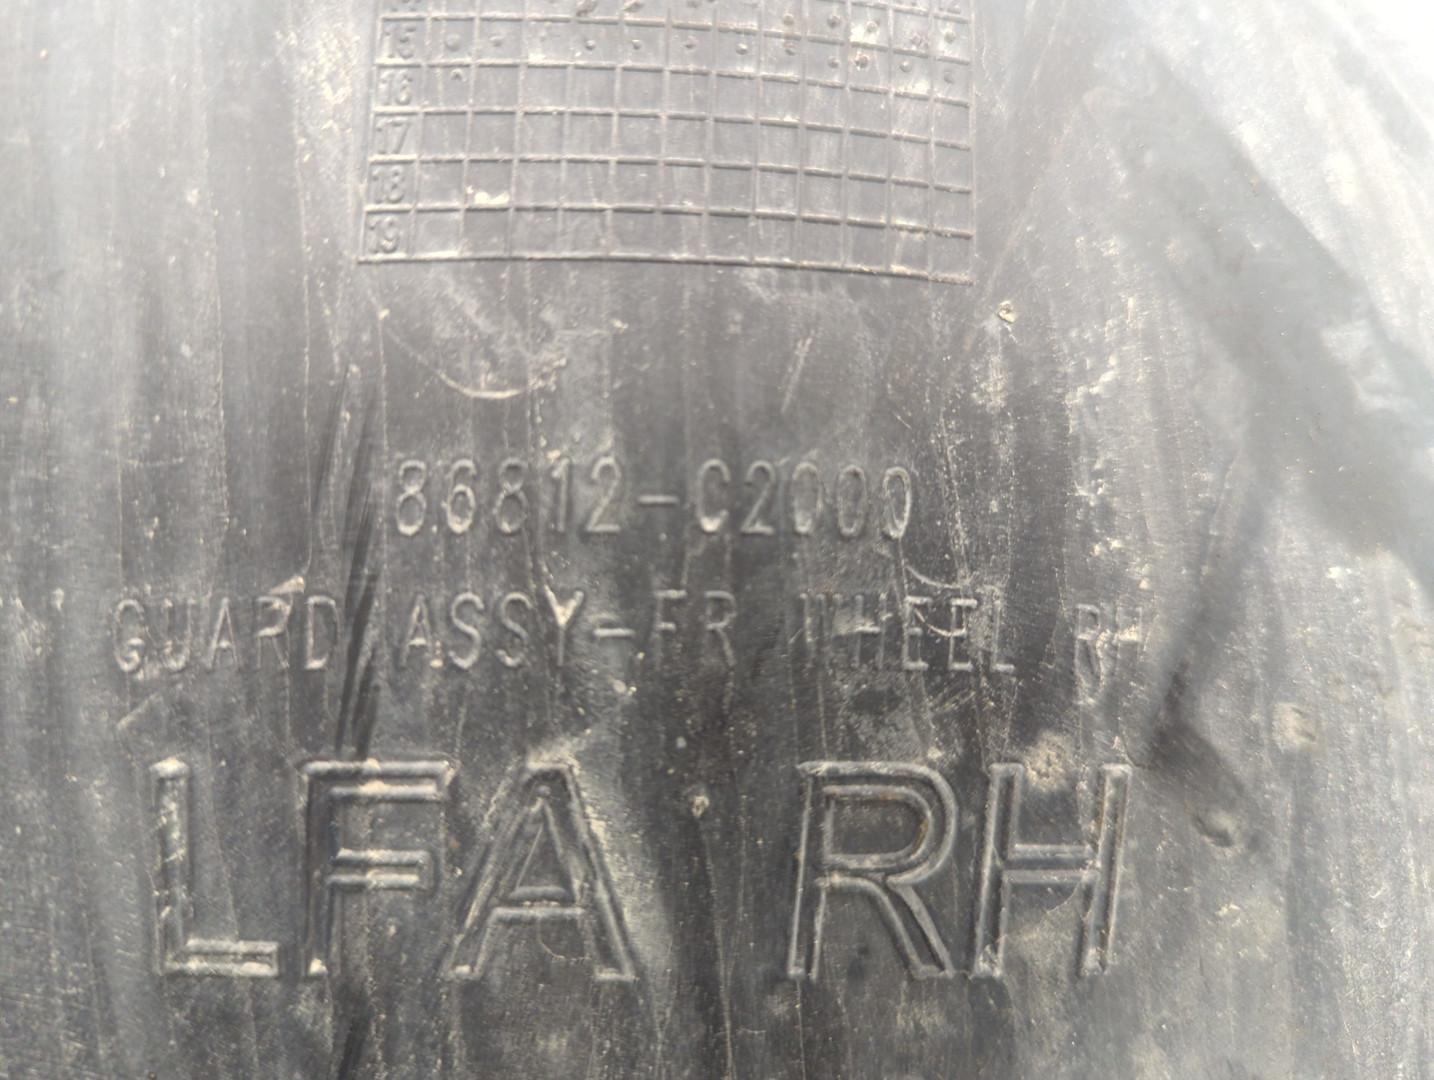 15
16
17
18
19
86812-C2000
GUARD ASSY-FR WHEEL RH
LFA RH